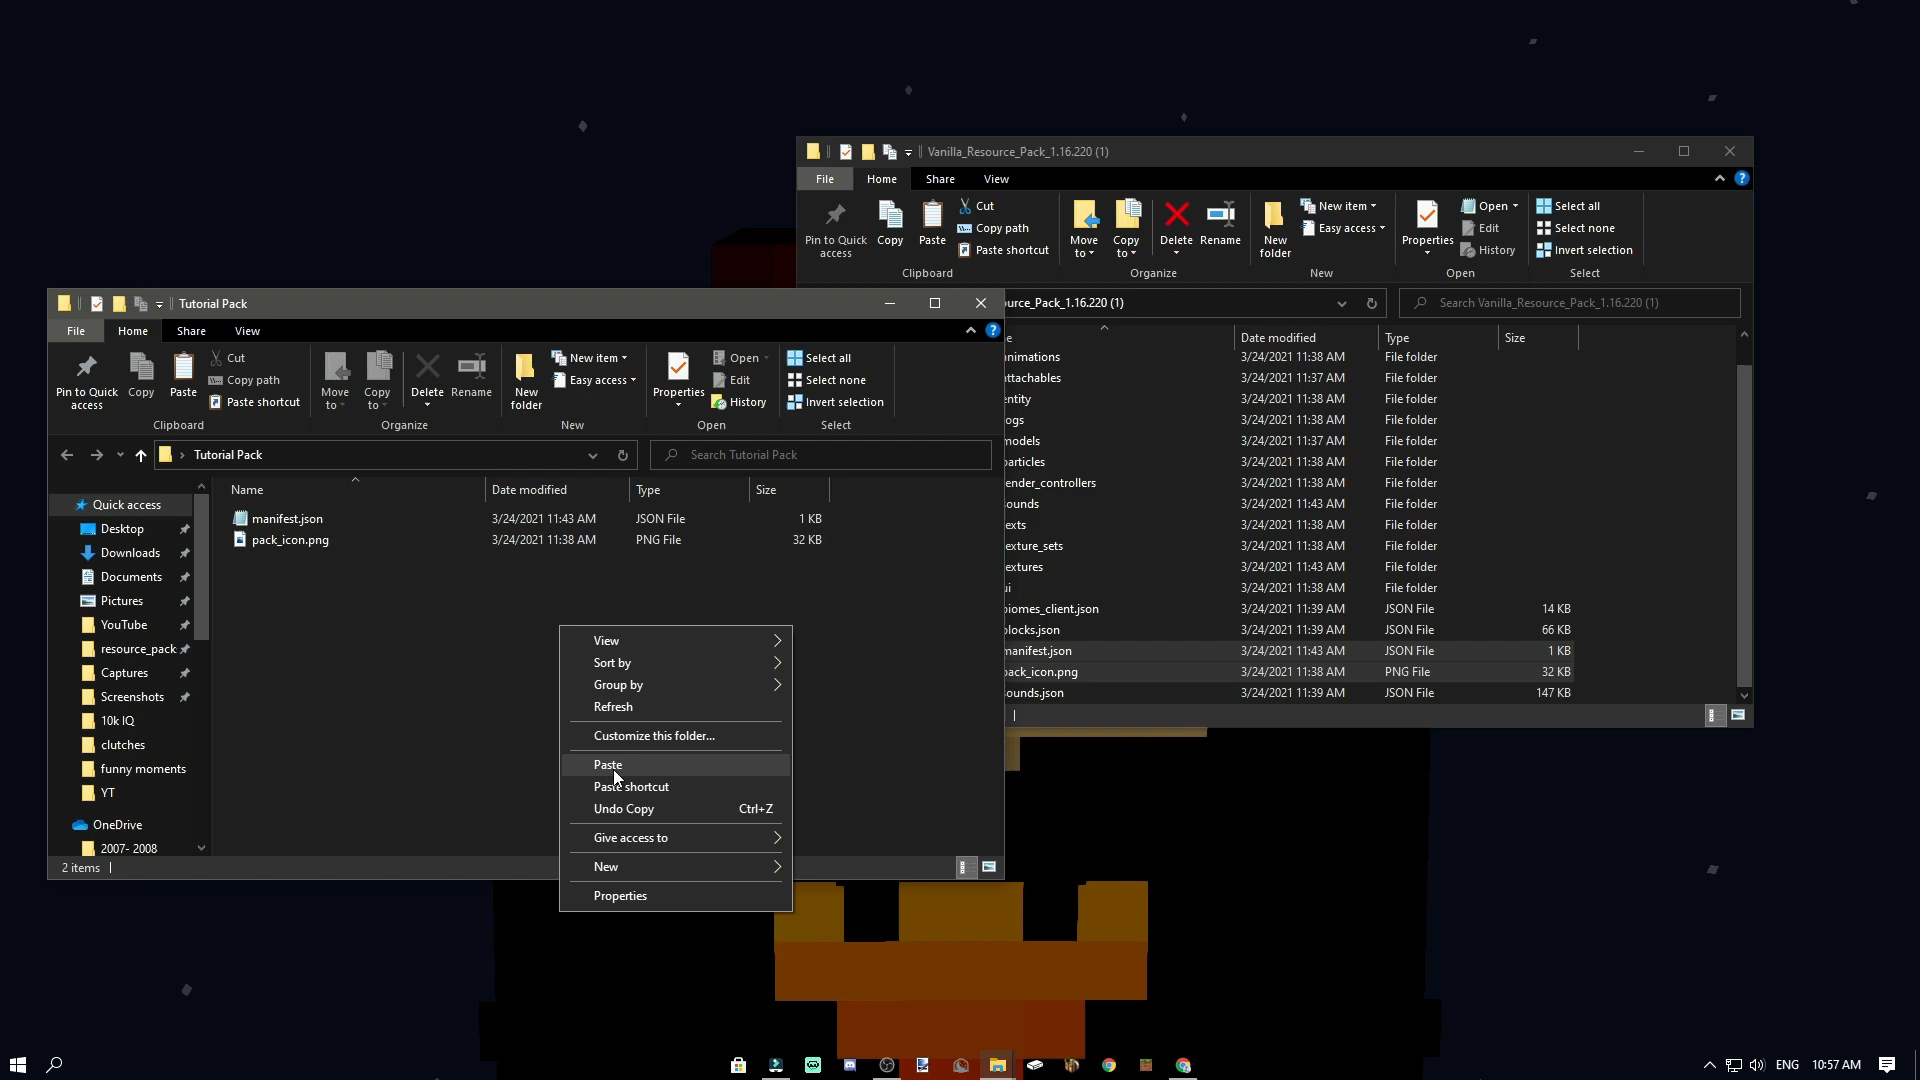 Vanilla_Resource_Pack_1.16.220 (1)
File Home Share View
Pin to Quick access
Copy
Paste
Cut
Copy path
Paste shortcut
Clipboard
Move to
Copy to
Delete
Rename
Organize
New folder
New item
Easy access
New
Properties
Open
Edit
History
Open
Select all
Select none
Invert selection
Select
urce_Pack_1.16.220 (1)
Search Vanilla_Resource_Pack_1.16.220 (1)
e Date modified Type Size
nimations 3/24/2021 11:38 AM File folder
ttachables 3/24/2021 11:37 AM File folder
entity 3/24/2021 11:38 AM File folder
ogs 3/24/2021 11:38 AM File folder
models 3/24/2021 11:37 AM File folder
articles 3/24/2021 11:38 AM File folder
ender_controllers 3/24/2021 11:38 AM File folder
ounds 3/24/2021 11:43 AM File folder
exts 3/24/2021 11:38 AM File folder
exture_sets 3/24/2021 11:38 AM File folder
extures 3/24/2021 11:43 AM File folder
ui 3/24/2021 11:38 AM File folder
biomes_client.json 3/24/2021 11:39 AM JSON File 14 KB
blocks.json 3/24/2021 11:39 AM JSON File 66 KB
manifest.json 3/24/2021 11:43 AM JSON File 1 KB
pack_icon.png 3/24/2021 11:38 AM PNG File 32 KB
ounds.json 3/24/2021 11:39 AM JSON File 147 KB
Tutorial Pack
File Home Share View
Pin to Quick access
Copy
Paste
Cut
Copy path
Paste shortcut
Clipboard
Move to
Copy to
Delete
Rename
Organize
New folder
New item
Easy access
New
Properties
Open
Edit
History
Open
Select all
Select none
Invert selection
Select
Tutorial Pack
Search Tutorial Pack
Quick access
Desktop
Downloads
Documents
Pictures
YouTube
resource_pack
Captures
Screenshots
10k IQ
clutches
funny moments
YT
OneDrive
2007- 2008
Name Date modified Type Size
manifest.json 3/24/2021 11:43 AM JSON File 1 KB
pack_icon.png 3/24/2021 11:38 AM PNG File 32 KB
View
Sort by
Group by
Refresh
Customize this folder...
Paste
Paste shortcut
Undo Copy Ctrl+Z
Give access to
New
Properties
2 items
ENG 10:57 AM